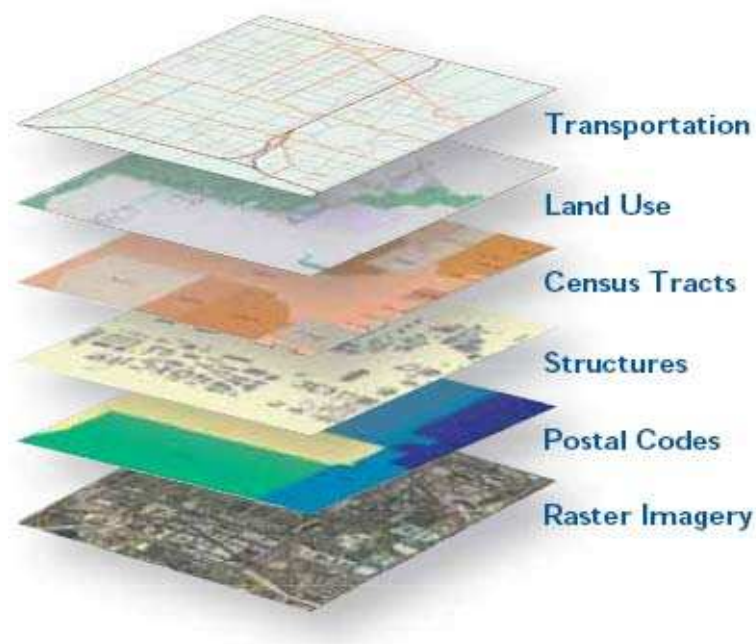 Transportation
Land Use
Census Tracts
Structures
Postal Codes
Raster Imagery